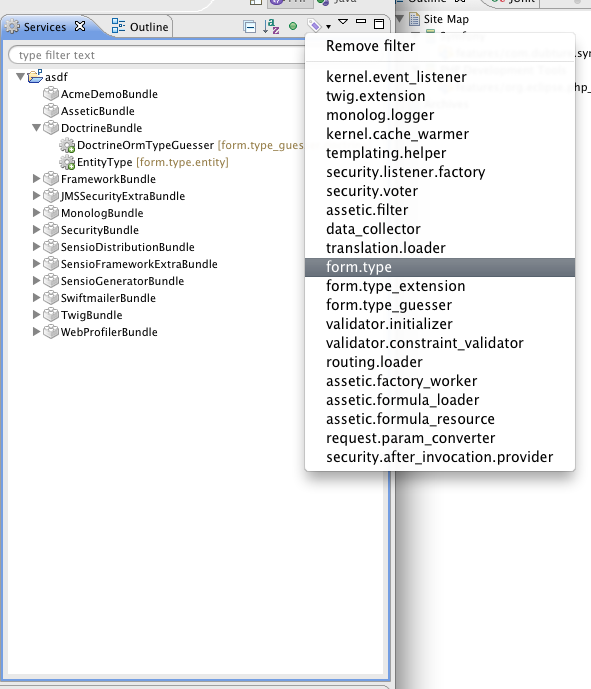 Java
Services
Outline
type filter text
asdf
AcmeDemoBundle
AsseticBundle
DoctrineBundle
DoctrineOrmTypeGuesser [form.type_gues
EntityType [form.type.entity]
FrameworkBundle
JMSSecurityExtraBundle
MonologBundle
SecurityBundle
SensioDistributionBundle
SensioFrameworkExtraBundle
SensioGeneratorBundle
SwiftmailerBundle
TwigBundle
WebProfilerBundle
Remove filter
kernel.event_listener
twig.extension
monolog.logger
kernel.cache_warmer
templating.helper
security.listener.factory
security.voter
assetic.filter
data_collector
translation.loader
form.type
form.type_extension
form.type_guesser
validator.initializer
validator.constraint_validator
routing.loader
assetic.factory_worker
assetic.formula_loader
assetic.formula_resource
request.param_converter
security.after_invocation.provider
Site Map